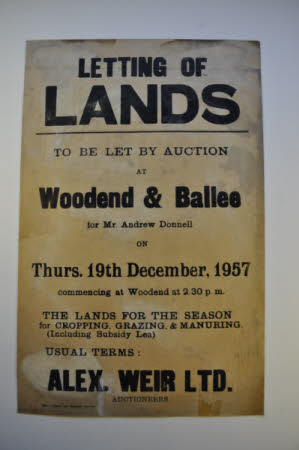 LETTING OF
LANDS
TO BE LET BY AUCTION
AT
Woodend & Ballee
for Mr. Andrew Donnell
ON
Thurs. 19th December, 1957
commencing at Woodend at 2.30 p.m.
THE LANDS FOR THE SEASON
for CROPPING, GRAZING, & MANURING.
(Including Subsidy Lea)
USUAL TERMS :
ALEX. WEIR LTD.
AUCTIONEERS